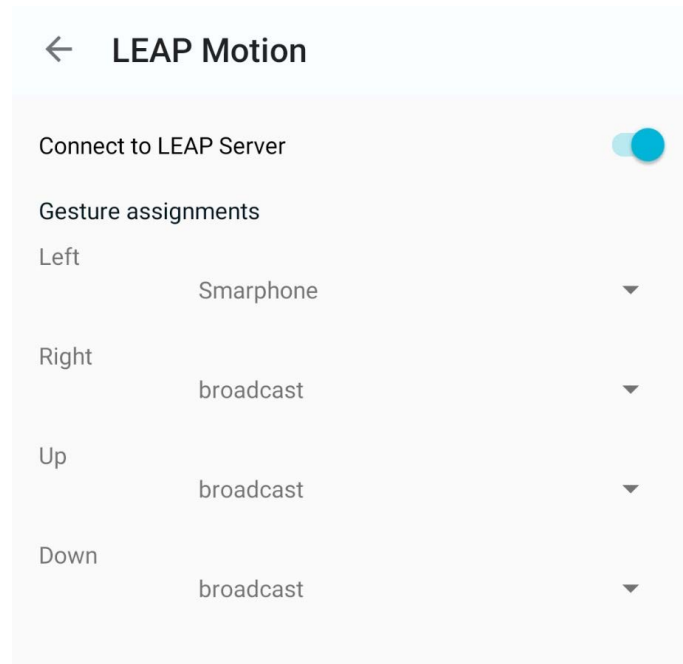 LEAP Motion
Connect to LEAP Server
Gesture assignments
Left
Smarphone
Right
broadcast
Up
broadcast
Down
broadcast